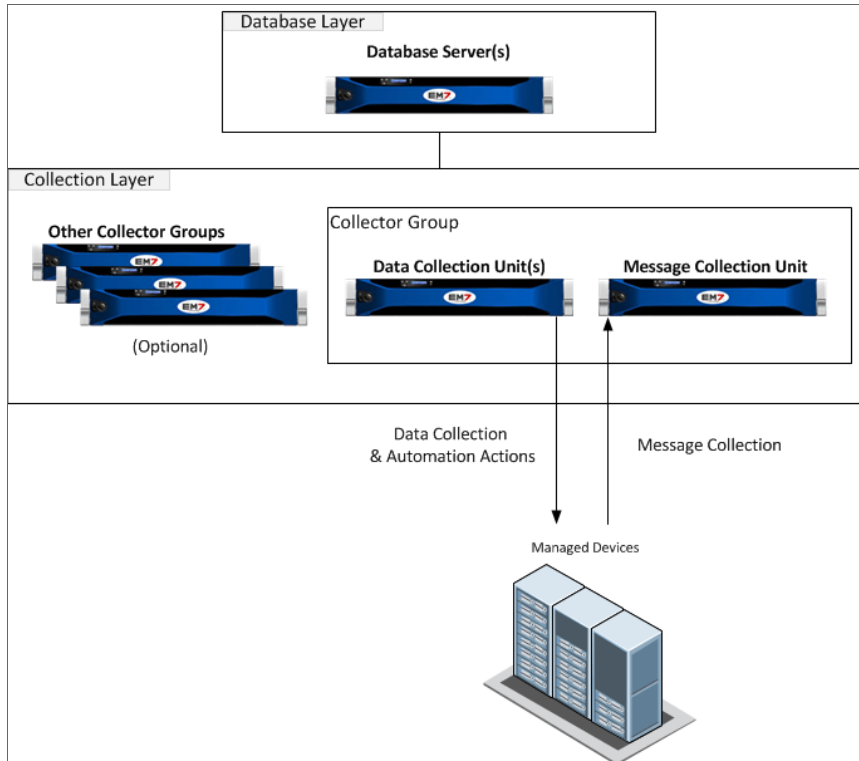 Database Layer
Database Server(s)
EM7
Collection Layer
Other Collector Groups
EM7
EM7
EM7
(Optional)
Collector Group
Data Collection Unit(s)
Message Collection Unit
EM7
EM7
Data Collection
& Automation Actions
Message Collection
Managed Devices